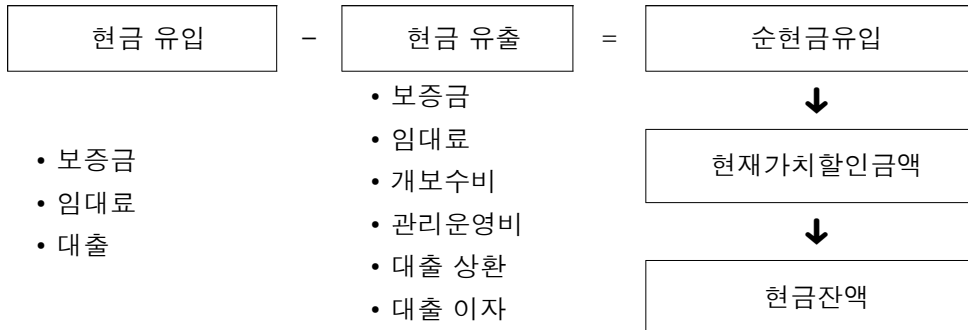 현금 유입 – 현금 유출 = 순현금유입
• 보증금
• 임대료
• 대출
• 보증금
• 임대료
• 개보수비
• 관리운영비
• 대출 상환
• 대출 이자
현재가치할인금액
현금잔액